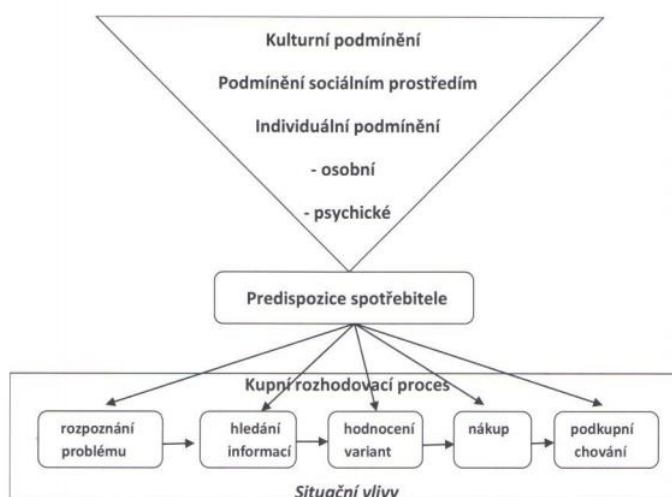 Kulturní podmínění
Podmínění sociálním prostředím
Individuální podmínění
- osobní
- psychické
Predispozice spotřebitele
Kupní rozhodovací proces
rozpoznání
problému
hledání
informací
hodnocení
variant
nákup
podkupní
chování
Situační vlivy